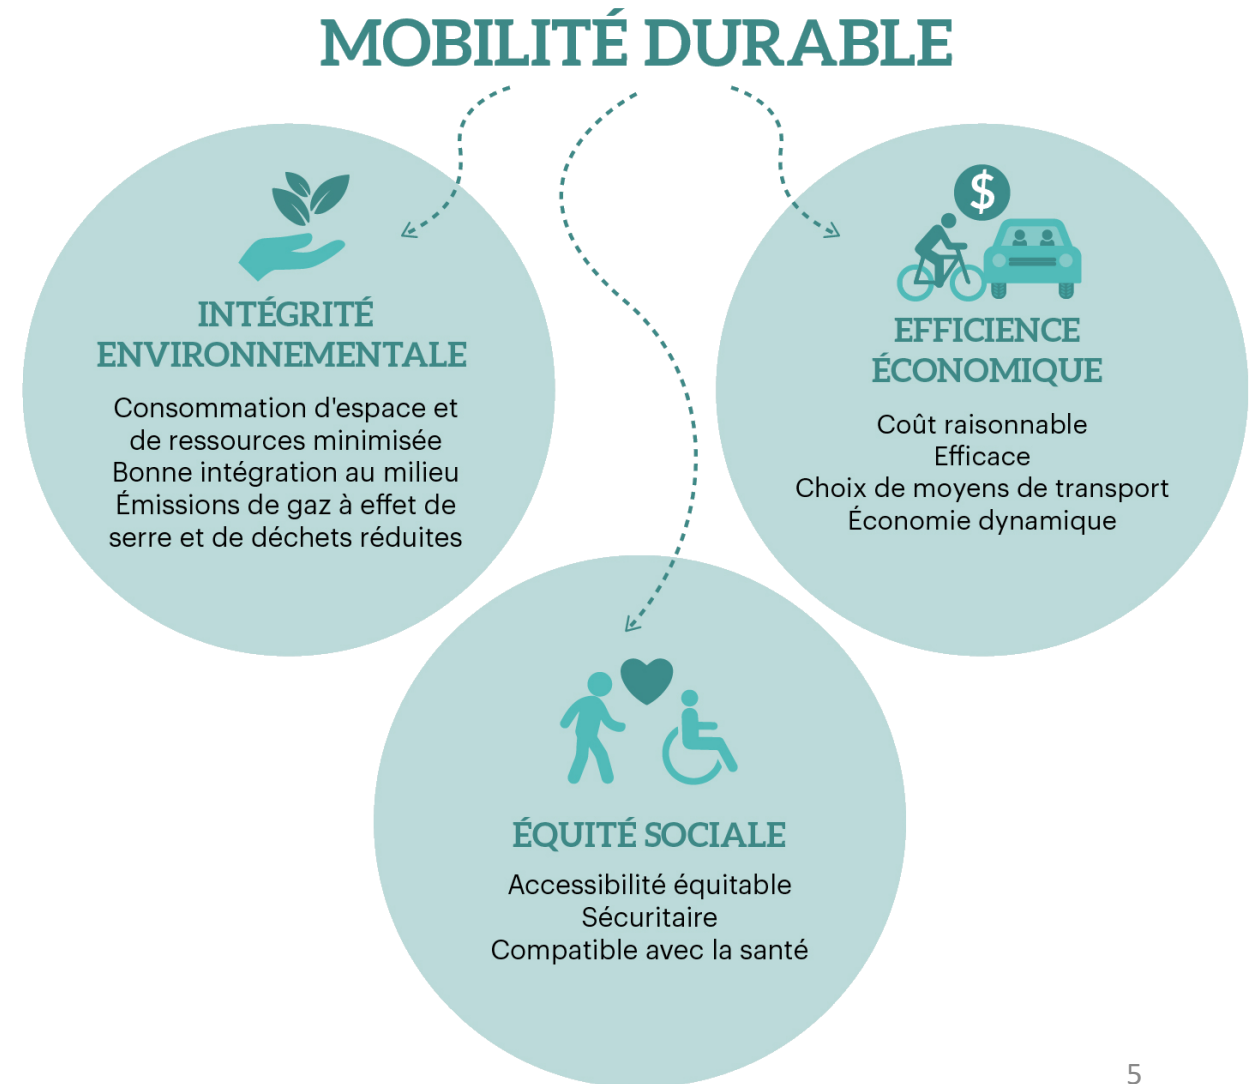 MOBILITÉ DURABLE
INTÉGRITÉ
ENVIRONNEMENTALE
Consommation d'espace et
de ressources minimisée
Bonne intégration au milieu
Émissions de gaz à effet de
serre et de déchets réduites
$
EFFICIENCE
ÉCONOMIQUE
Coût raisonnable
Efficace
Choix de moyens de transport
Économie dynamique
ÉQUITÉ SOCIALE
Accessibilité équitable
Sécuritaire
Compatible avec la santé
5